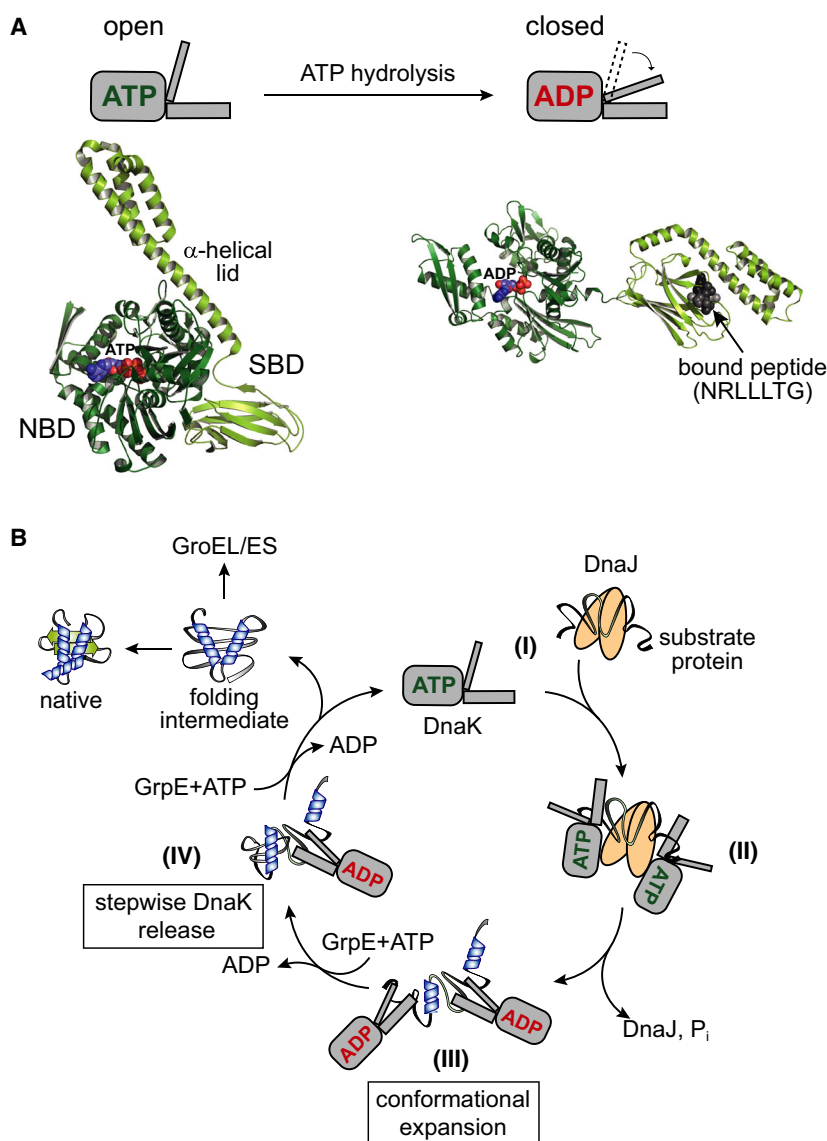 A
open
closed
ATP hydrolysis
ATP
ADP
α-helical
lid
ATP
SBD
NBD
ADP
bound peptide
(NRLLLTG)
B
GroEL/ES
DnaJ
(I)
substrate
protein
native
folding
intermediate
ATP
DnaK
ADP
GrpE+ATP
(IV)
ADP
stepwise DnaK
release
ATP
ATP
(II)
GrpE+ATP
ADP
ADP
ADP
DnaJ, Pi
(III)
conformational
expansion